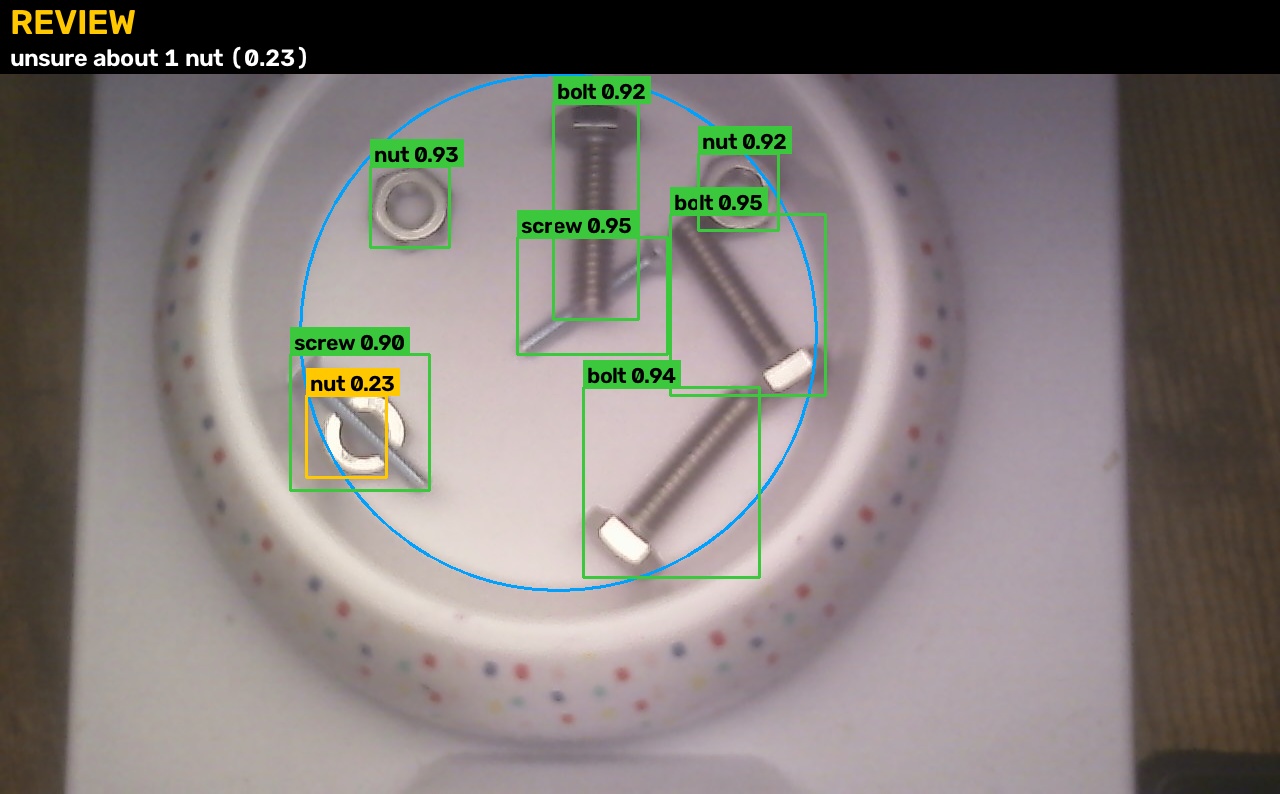 REVIEW
unsure about 1 nut (0.23)
bolt 0.92
nut 0.92
nut 0.93
bolt 0.95
screw 0.95
screw 0.90
bolt 0.94
nut 0.23